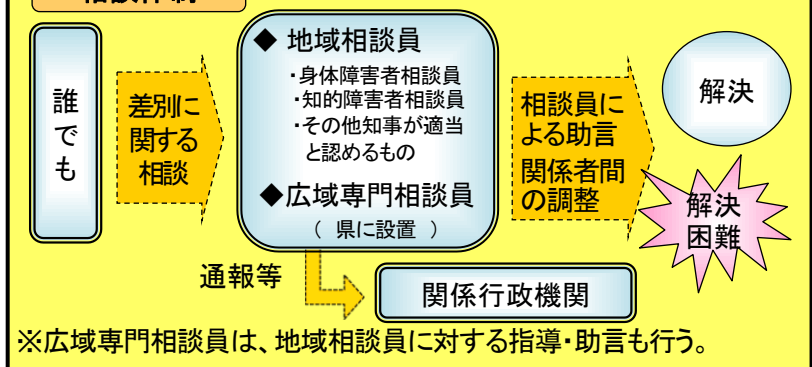 誰でも
差別に
関する
相談
◆ 地域相談員
・身体障害者相談員
・知的障害者相談員
・その他知事が適当
と認めるもの
◆広域専門相談員
（ 県に設置 ）
相談員に
よる助言
関係者間
の調整
解決
解決
困難
通報等
関係行政機関
※広域専門相談員は、地域相談員に対する指導・助言も行う。